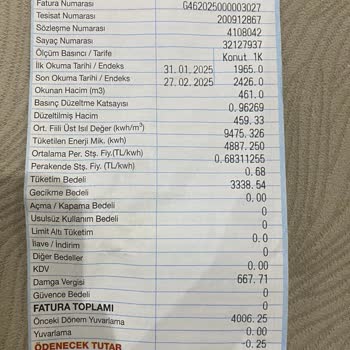 Fatura Numarası G462025000003027
Tesisat Numarası 200912867
Sözleşme Numarası 4108042
Sayaç Numarası 32127937
Ölçüm Basıncı / Tarife Konut 1K
İlk Okuma Tarihi / Endeks 31.01.2025 1965.0
Son Okuma Tarihi / Endeks 27.02.2025 2426.0
Okunan Hacim (m3) 461.0
Basınç Düzeltme Katsayısı 0.96269
Düzeltilmiş Hacim 459.33
Ort. Fiili Üst Isıl Değer (kwh/m³) 9475.326
Tüketilen Enerji Mik. (kwh) 4887.250
Ortalama Per. Stş. Fiy.(TL/kwh) 0.68311255
Perakende Stş. Fiy. (TL/kwh) 0.68
Tüketim Bedeli 3338.54
Gecikme Bedeli 0.00
Açma / Kapama Bedeli 0
Usulsüz Kullanım Bedeli 0
Limit Altı Tüketim 0.0
İlave / İndirim 0
Diğer Bedeller 0.00
KDV 667.71
Damga Vergisi 0
Güvence Bedeli 0
FATURA TOPLAMI 4006.25
Önceki Dönem Yuvarlama 0.00
Yuvarlama -0.25
ÖDENECEK TUTAR